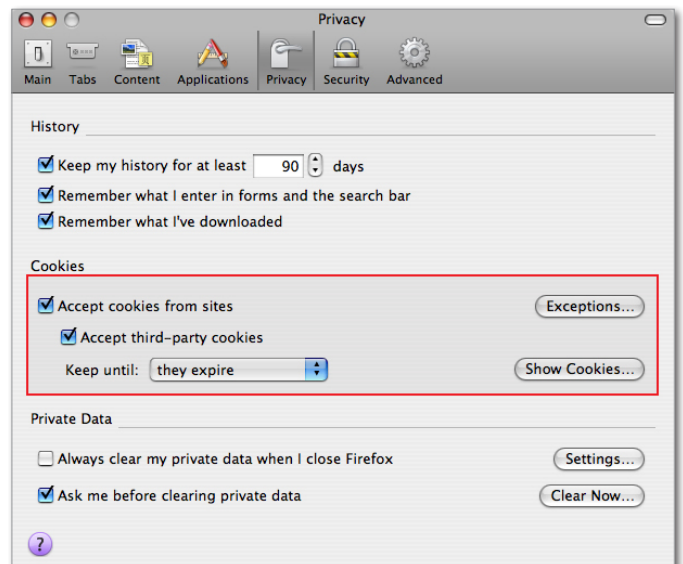 Privacy
Main Tabs Content Applications Privacy Security Advanced
History
Keep my history for at least 90 days
Remember what I enter in forms and the search bar
Remember what I've downloaded
Cookies
Accept cookies from sites Exceptions...
Accept third-party cookies
Keep until: they expire Show Cookies...
Private Data
Always clear my private data when I close Firefox Settings...
Ask me before clearing private data Clear Now...
?